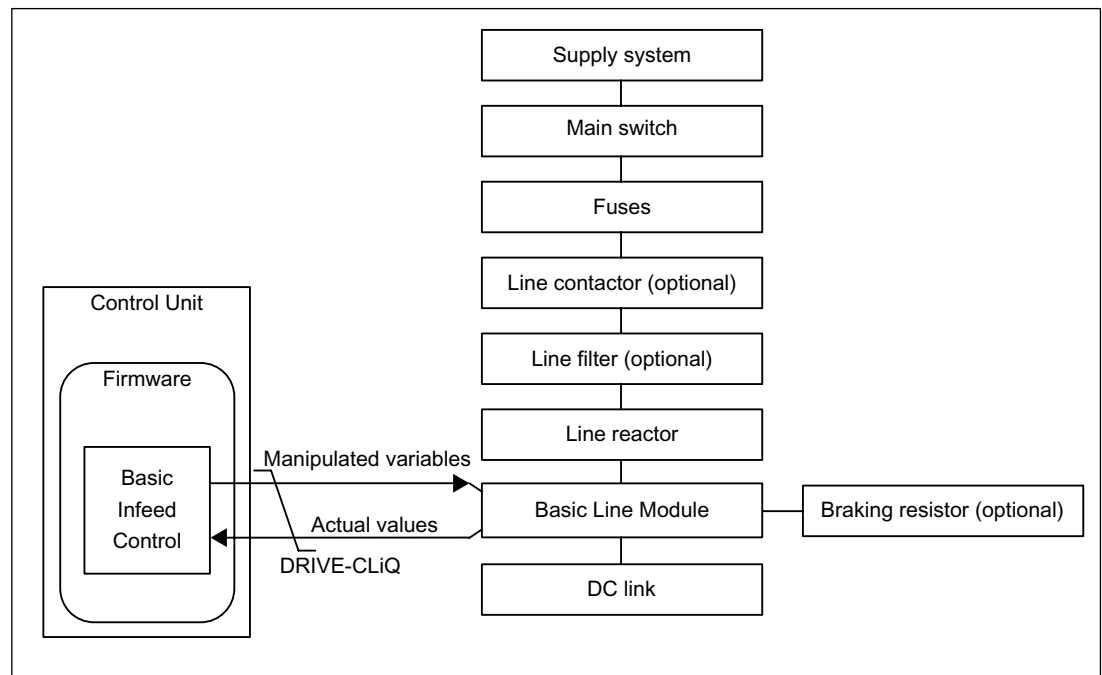 Supply system
Main switch
Fuses
Line contactor (optional)
Line filter (optional)
Line reactor
Basic Line Module
Braking resistor (optional)
DC link
Control Unit
Firmware
Basic
Infeed
Control
Manipulated variables
Actual values
DRIVE-CLiQ